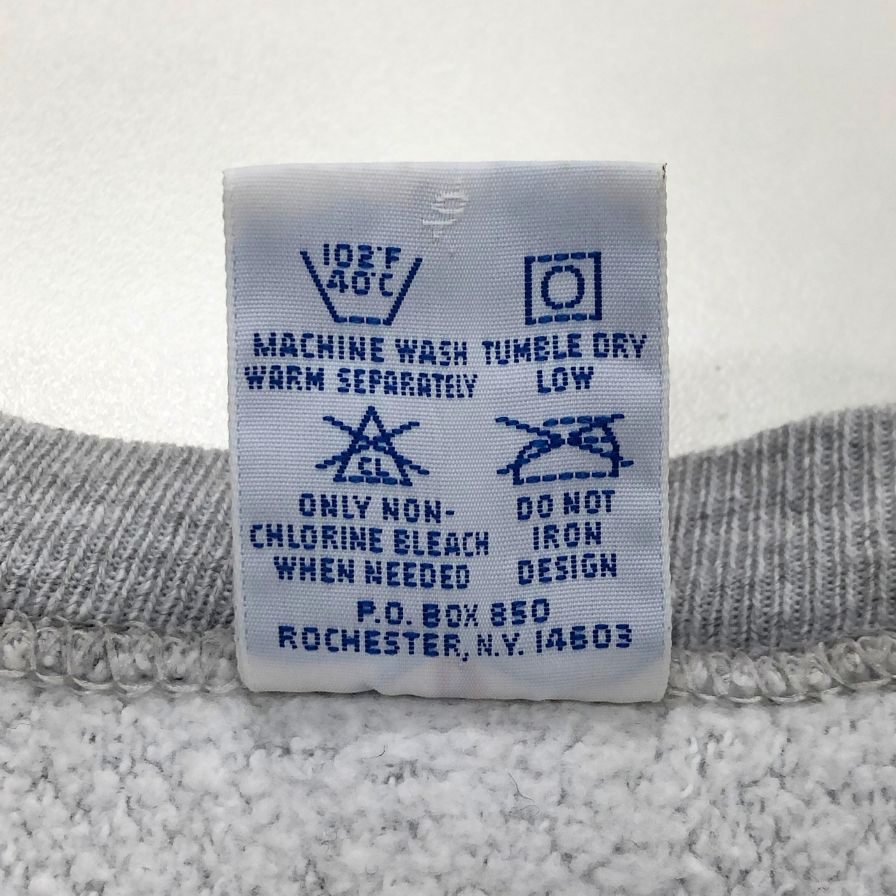 102°F
40°C
MACHINE WASH
WARM SEPARATELY
TUMBLE DRY
LOW
CL
ONLY NON-
CHLORINE BLEACH
WHEN NEEDED
DO NOT
IRON
DESIGN
P.O. BOX 850
ROCHESTER, N.Y. 14603